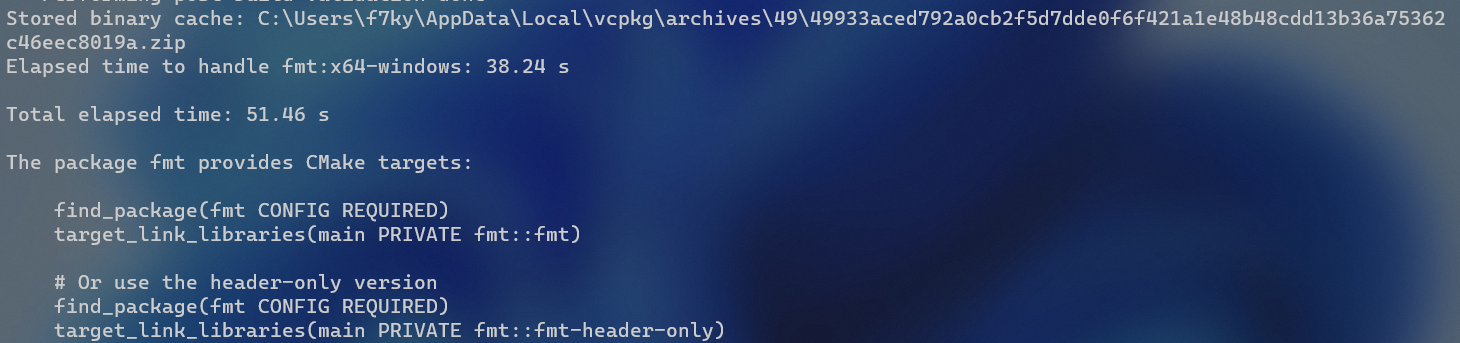 Stored binary cache: C:\Users\f7ky\AppData\Local\vcpkg\archives\49\49933aced792a0cb2f5d7dde0f6f421a1e48b48cdd13b36a75362
c46eec8019a.zip
Elapsed time to handle fmt:x64-windows: 38.24 s
Total elapsed time: 51.46 s
The package fmt provides CMake targets:
    find_package(fmt CONFIG REQUIRED)
    target_link_libraries(main PRIVATE fmt::fmt)
    # Or use the header-only version
    find_package(fmt CONFIG REQUIRED)
    target_link_libraries(main PRIVATE fmt::fmt-header-only)